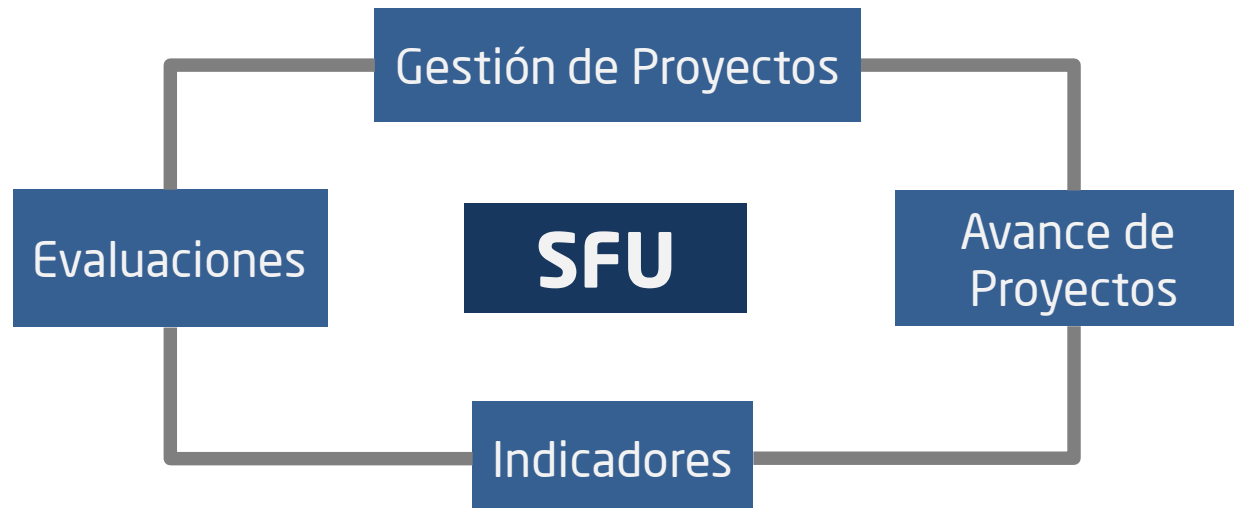 Gestión de Proyectos
Evaluaciones
SFU
Avance de
Proyectos
Indicadores